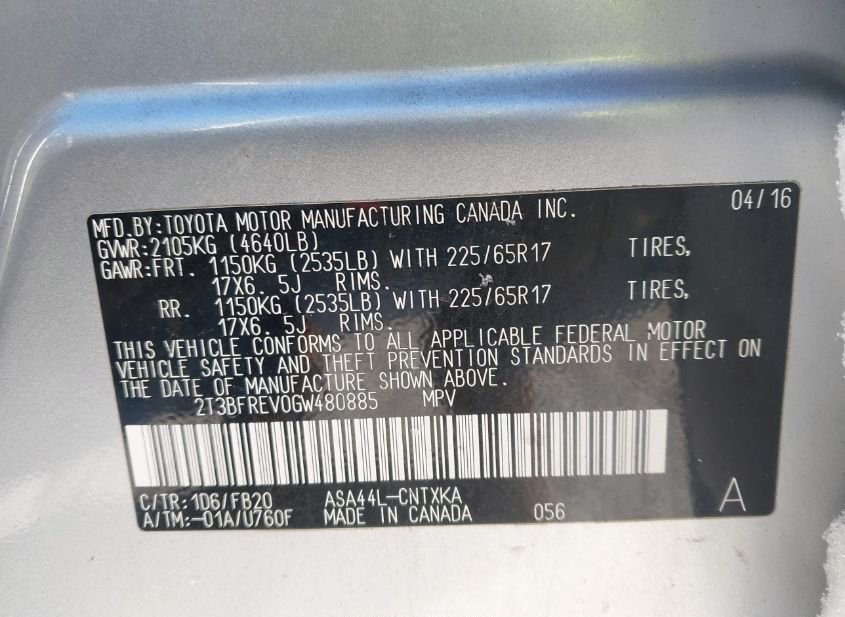 MFD.BY:TOYOTA MOTOR MANUFACTURING CANADA INC. 04/16
GVWR:2105KG (4640LB)
GAWR:FRT. 1150KG (2535LB) WITH 225/65R17 TIRES,
17X6. 5J RIMS.
RR. 1150KG (2535LB) WITH 225/65R17 TIRES,
17X6. 5J RIMS.
THIS VEHICLE CONFORMS TO ALL APPLICABLE FEDERAL MOTOR
VEHICLE SAFETY AND THEFT PREVENTION STANDARDS IN EFFECT ON
THE DATE OF MANUFACTURE SHOWN ABOVE.
2T3BFREV0GW480885 MPV
C/TR:1D6/FB20 ASA44L-CNTXKA
A/TM:-01A/U760F MADE IN CANADA 056 A